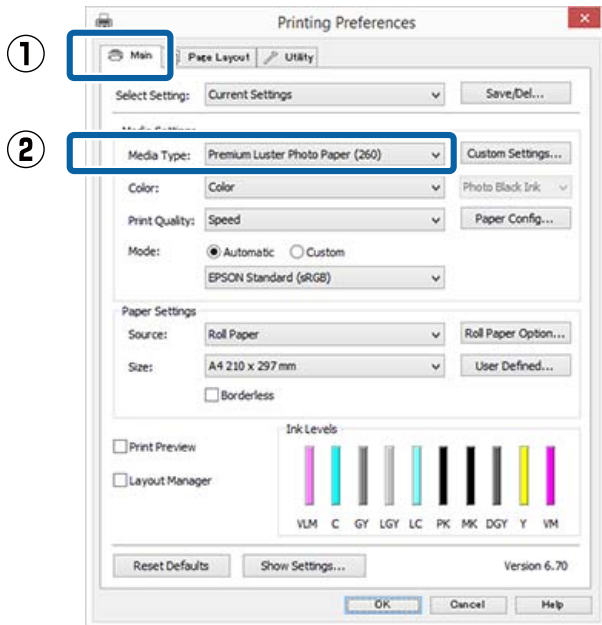 Printing Preferences
①
Main Page Layout Utility
Select Setting: Current Settings Save/Del...
Media Settings
②
Media Type: Premium Luster Photo Paper (260) Custom Settings...
Color: Color Photo Black Ink
Print Quality: Speed Paper Config...
Mode: Automatic Custom
EPSON Standard (sRGB)
Paper Settings
Source: Roll Paper Roll Paper Option...
Size: A4 210 x 297 mm User Defined...
Borderless
Ink Levels
Print Preview
Layout Manager
VLM C GY LGY LC PK MK DGY Y VM
Reset Defaults Show Settings... Version 6.70
OK Cancel Help